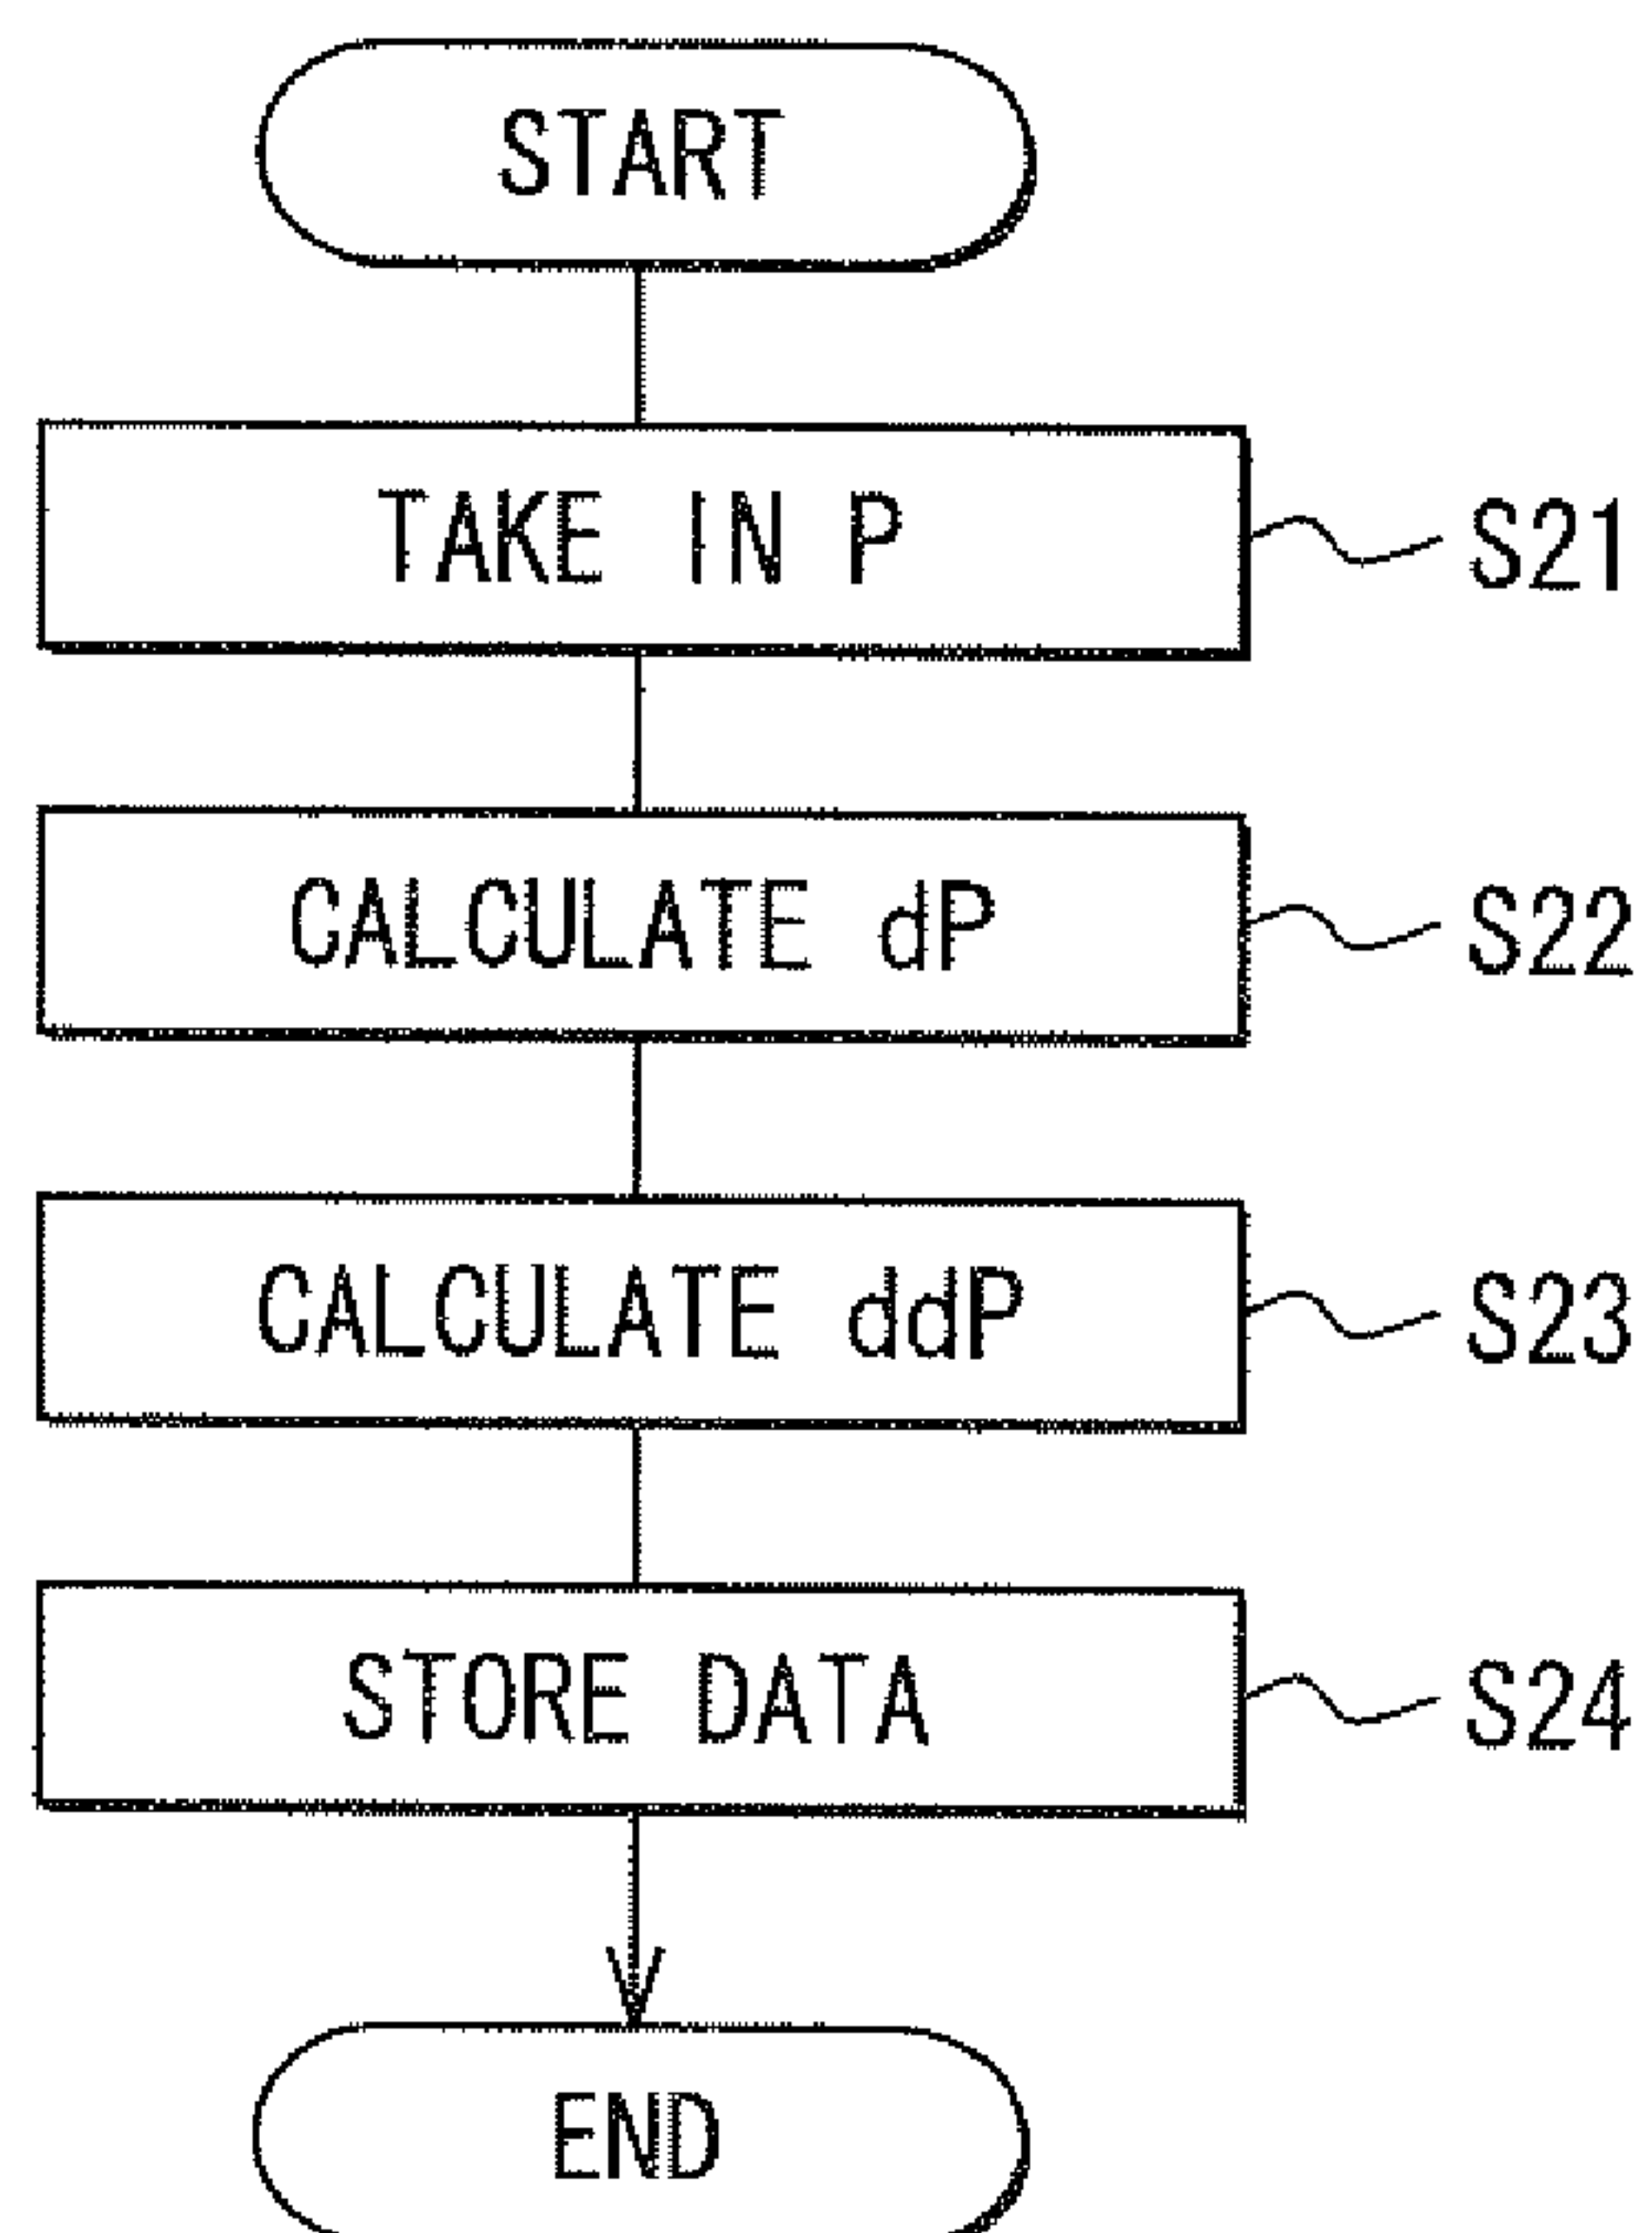 START
TAKE IN P
S21
CALCULATE dP
S22
CALCULATE ddP
S23
STORE DATA
S24
END